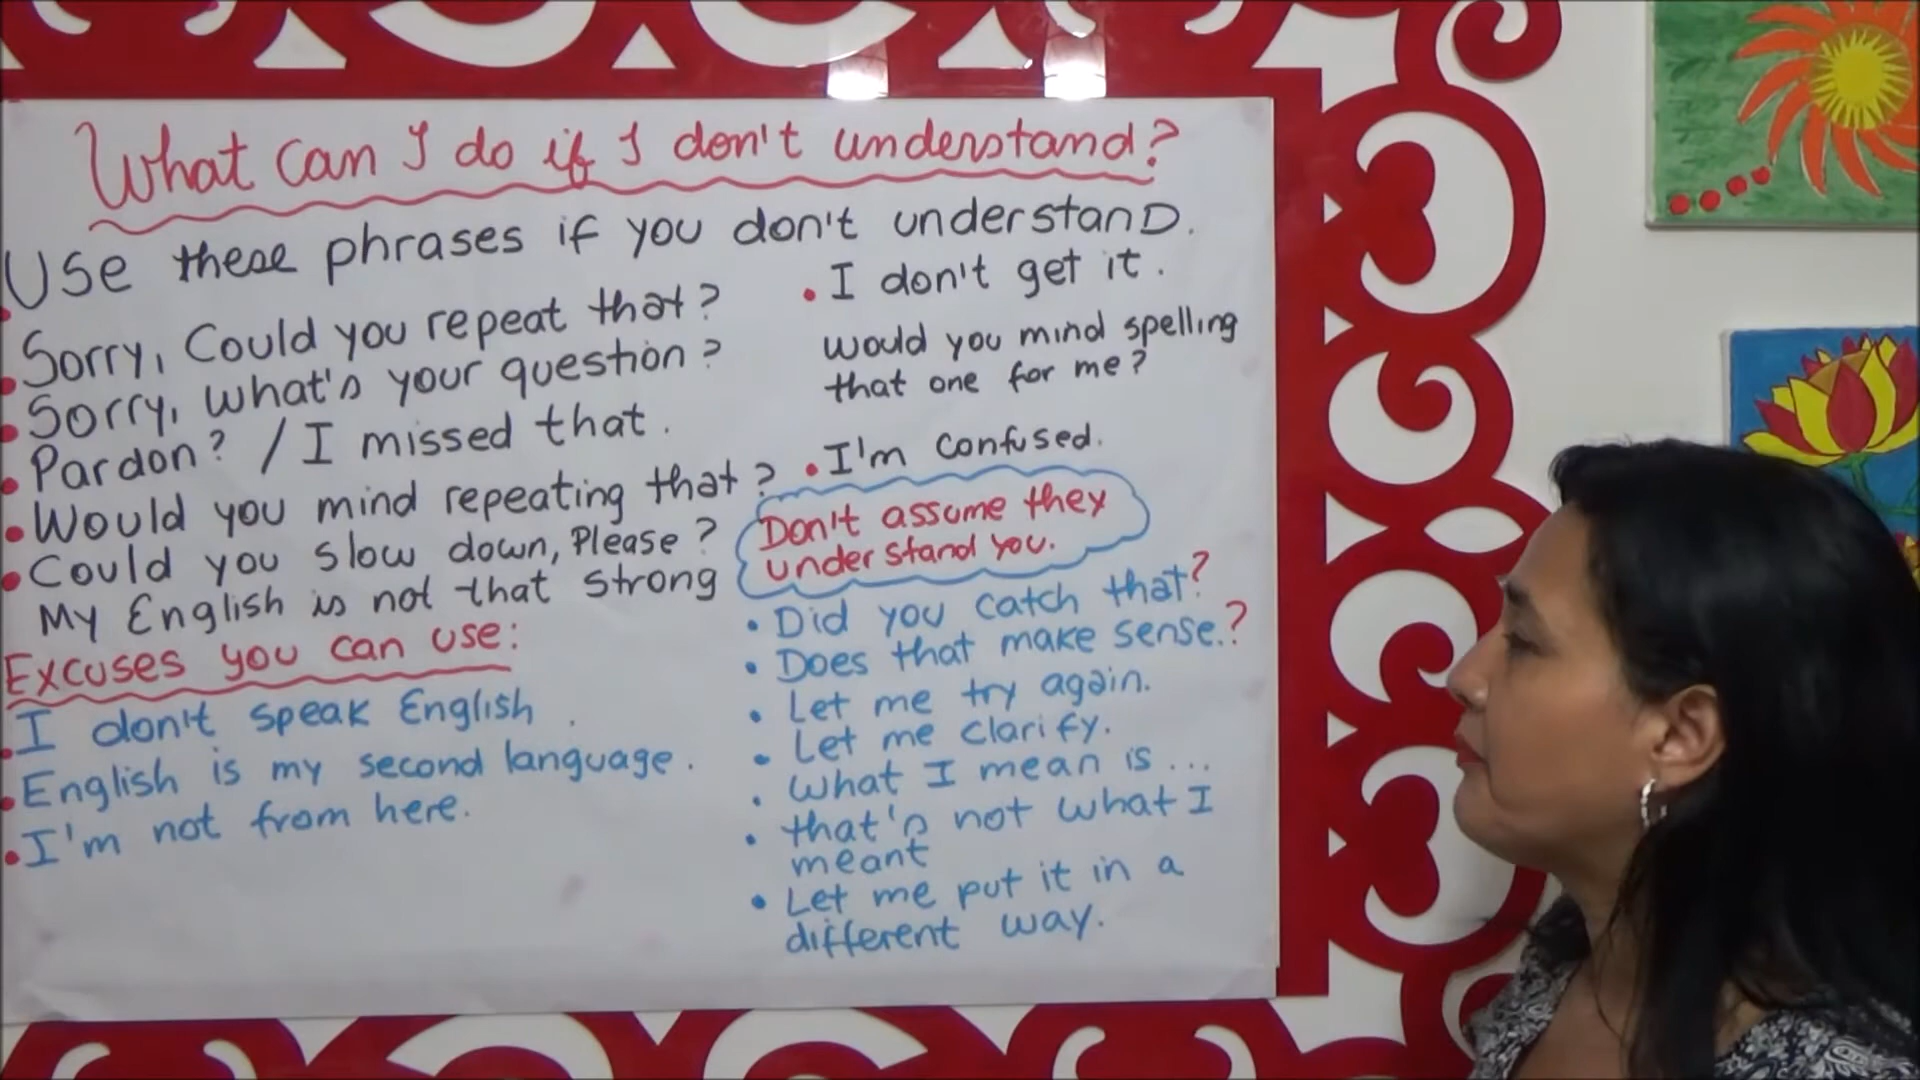 What can I do if I don't understand?
Use these phrases if you don't understanD.
• Sorry, Could you repeat that?
• Sorry, what's your question?
• Pardon? / I missed that.
• Would you mind repeating that?
• Could you slow down, Please?
My English is not that strong
Excuses you can use:
• I don't speak English.
• English is my second language.
• I'm not from here.
• I don't get it.
would you mind spelling
that one for me?
• I'm confused.
Don't assume they
understand you.
• Did you catch that?
• Does that make sense.?
• Let me try again.
• Let me clarify.
• What I mean is...
• that's not what I
meant
• Let me put it in a
different way.